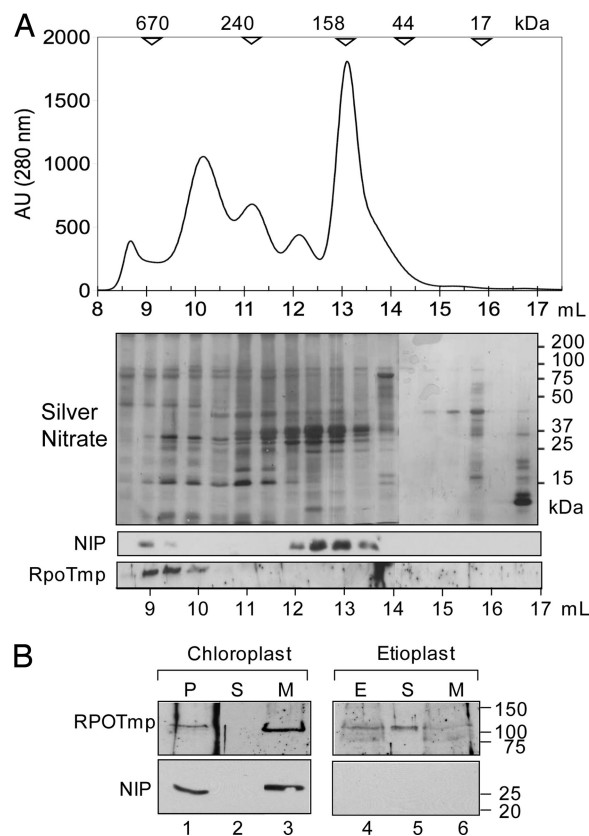 A
670 240 158 44 17 kDa
2000
1500
1000
500
0
AU (280 nm)
8 9 10 11 12 13 14 15 16 17 mL
Silver
Nitrate
200
100
75
50
37
25
15
kDa
NIP
RpoTmp
9 10 11 12 13 14 15 16 17 mL
B
Chloroplast Etioplast
P S M E S M
RPOTmp
150
100
75
NIP
25
20
1 2 3 4 5 6